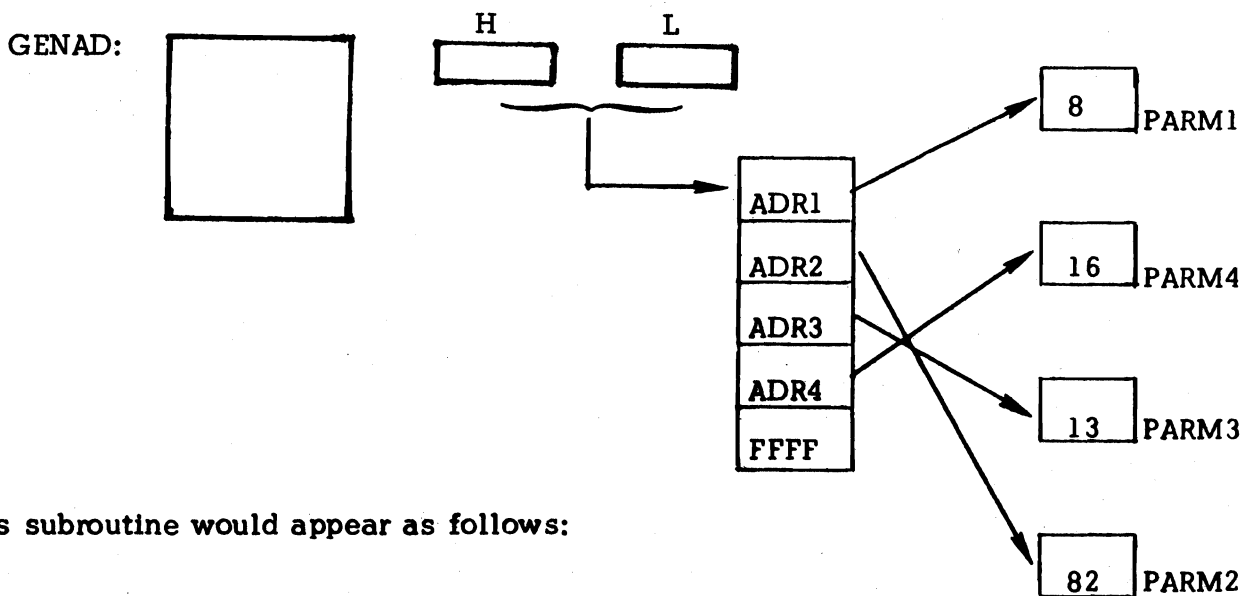 GENAD:
H
L
8
PARM1
ADR1
ADR2
16
PARM4
ADR3
ADR4
13
PARM3
FFFF
s subroutine would appear as follows:
82
PARM2